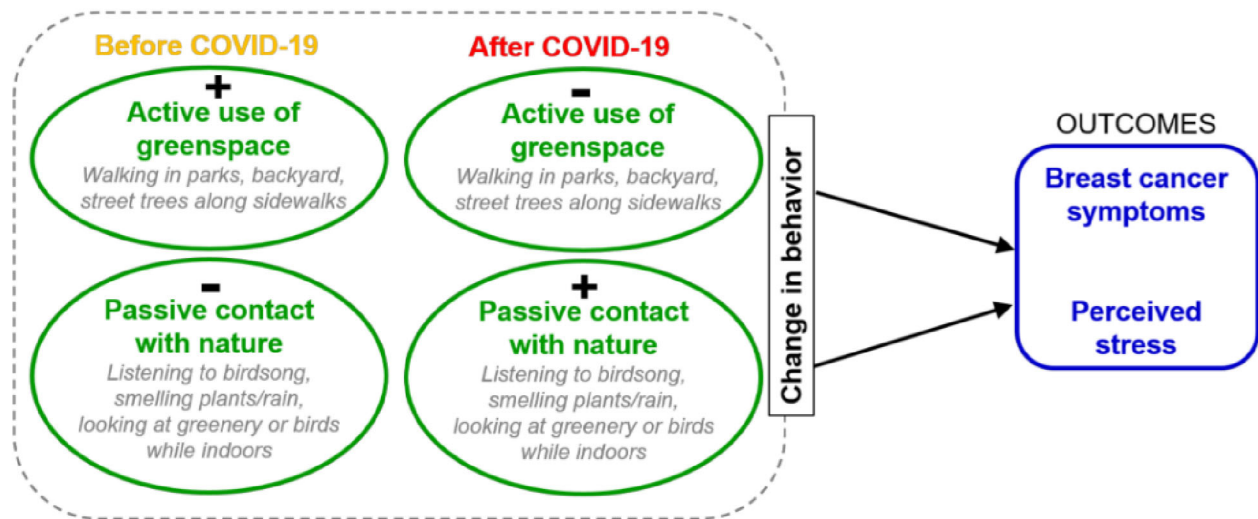 Before COVID-19
+
Active use of
greenspace
Walking in parks, backyard,
street trees along sidewalks
-
Passive contact
with nature
Listening to birdsong,
smelling plants/rain,
looking at greenery or birds
while indoors
After COVID-19
-
Active use of
greenspace
Walking in parks, backyard,
street trees along sidewalks
+
Passive contact
with nature
Listening to birdsong,
smelling plants/rain,
looking at greenery or birds
while indoors
Change in behavior
OUTCOMES
Breast cancer
symptoms
Perceived
stress